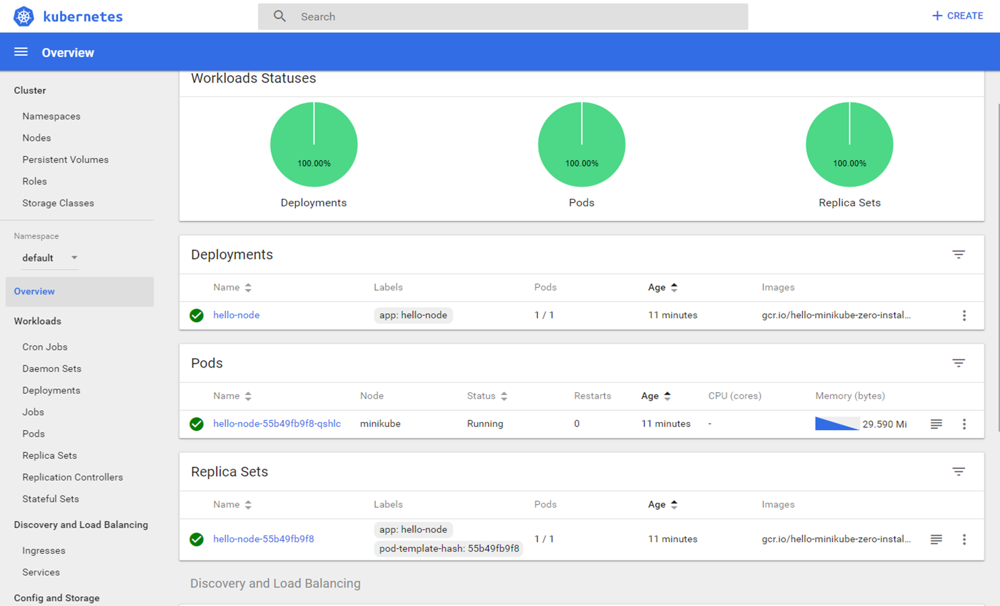 kubernetes
Search
+ CREATE
Overview
Cluster
Namespaces
Nodes
Persistent Volumes
Roles
Storage Classes
Namespace
default
Overview
Workloads
Cron Jobs
Daemon Sets
Deployments
Jobs
Pods
Replica Sets
Replication Controllers
Stateful Sets
Discovery and Load Balancing
Ingresses
Services
Config and Storage
Workloads Statuses
100.00% 100.00% 100.00%
Deployments Pods Replica Sets
Deployments
Name Labels Pods Age Images
hello-node app: hello-node 1 / 1 11 minutes gcr.io/hello-minikube-zero-instal...
Pods
Name Node Status Restarts Age CPU (cores) Memory (bytes)
hello-node-55b49fb9f8-qshlc minikube Running 0 11 minutes - 29.590 Mi
Replica Sets
Name Labels Pods Age Images
app: hello-node
hello-node-55b49fb9f8 1 / 1 11 minutes gcr.io/hello-minikube-zero-instal...
pod-template-hash: 55b49fb9f8
Discovery and Load Balancing